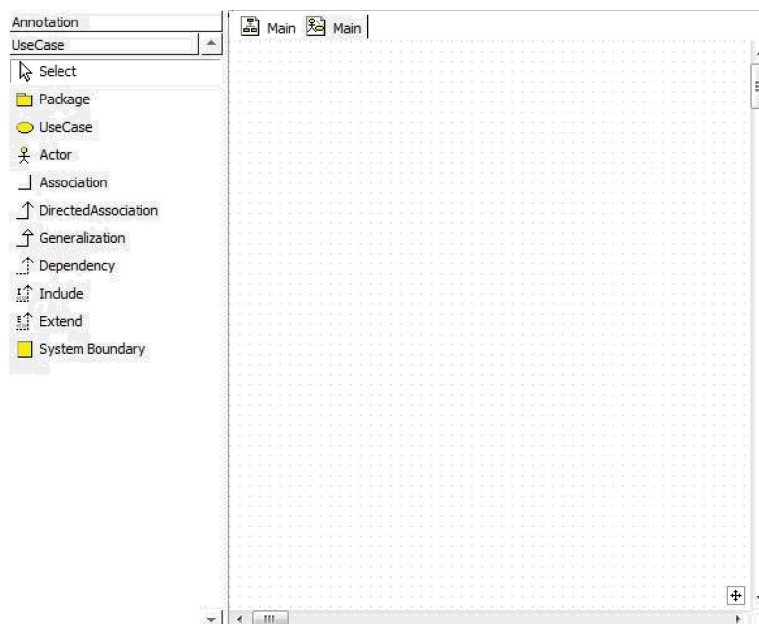 Annotation
UseCase
Select
Package
UseCase
Actor
Association
DirectedAssociation
Generalization
Dependency
Include
Extend
System Boundary
Main Main